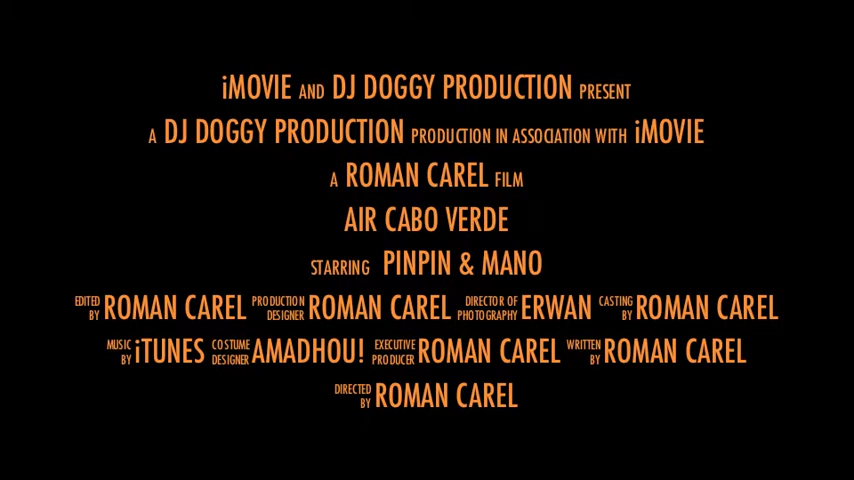 iMOVIE AND DJ DOGGY PRODUCTION PRESENT
A DJ DOGGY PRODUCTION PRODUCTION IN ASSOCIATION WITH iMOVIE
A ROMAN CAREL FILM
AIR CABO VERDE
STARRING PINPIN & MANO
EDITED BY ROMAN CAREL PRODUCTION DESIGNER ROMAN CAREL DIRECTOR OF PHOTOGRAPHY ERWAN CASTING BY ROMAN CAREL
MUSIC BY iTUNES COSTUME DESIGNER AMADHOU! EXECUTIVE PRODUCER ROMAN CAREL WRITTEN BY ROMAN CAREL
DIRECTED BY ROMAN CAREL